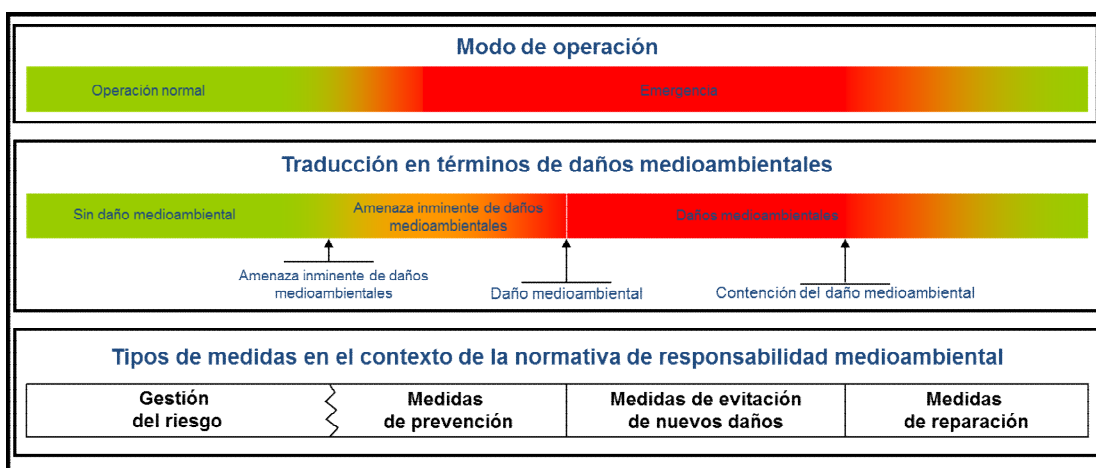 Modo de operación
Operación normal
Emergencia
Traducción en términos de daños medioambientales
Sin daño medioambiental
Amenaza inminente de daños
medioambientales
Daños medioambientales
Amenaza inminente de daños
medioambientales
Daño medioambiental
Contención del daño medioambiental
Tipos de medidas en el contexto de la normativa de responsabilidad medioambiental
Gestión
del riesgo
Medidas
de prevención
Medidas de evitación
de nuevos daños
Medidas
de reparación